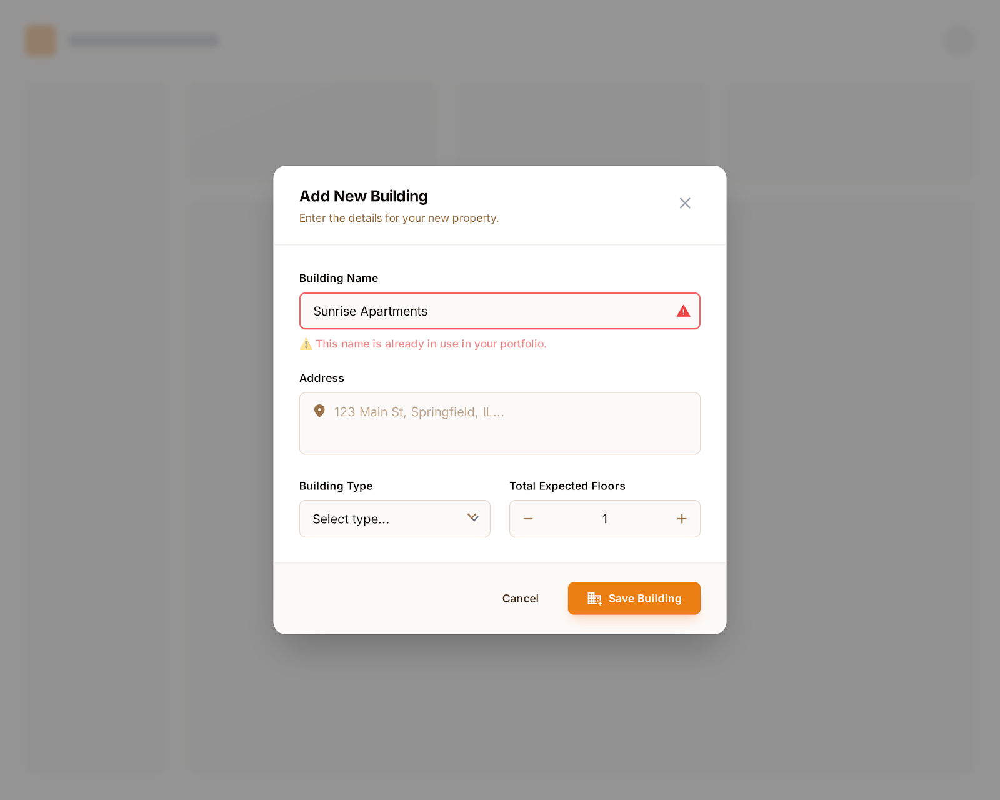 Add New Building
Enter the details for your new property.
Building Name
Sunrise Apartments
⚠️ This name is already in use in your portfolio.
Address
123 Main St, Springfield, IL...
Building Type
Total Expected Floors
Select type...
1
Cancel
Save Building